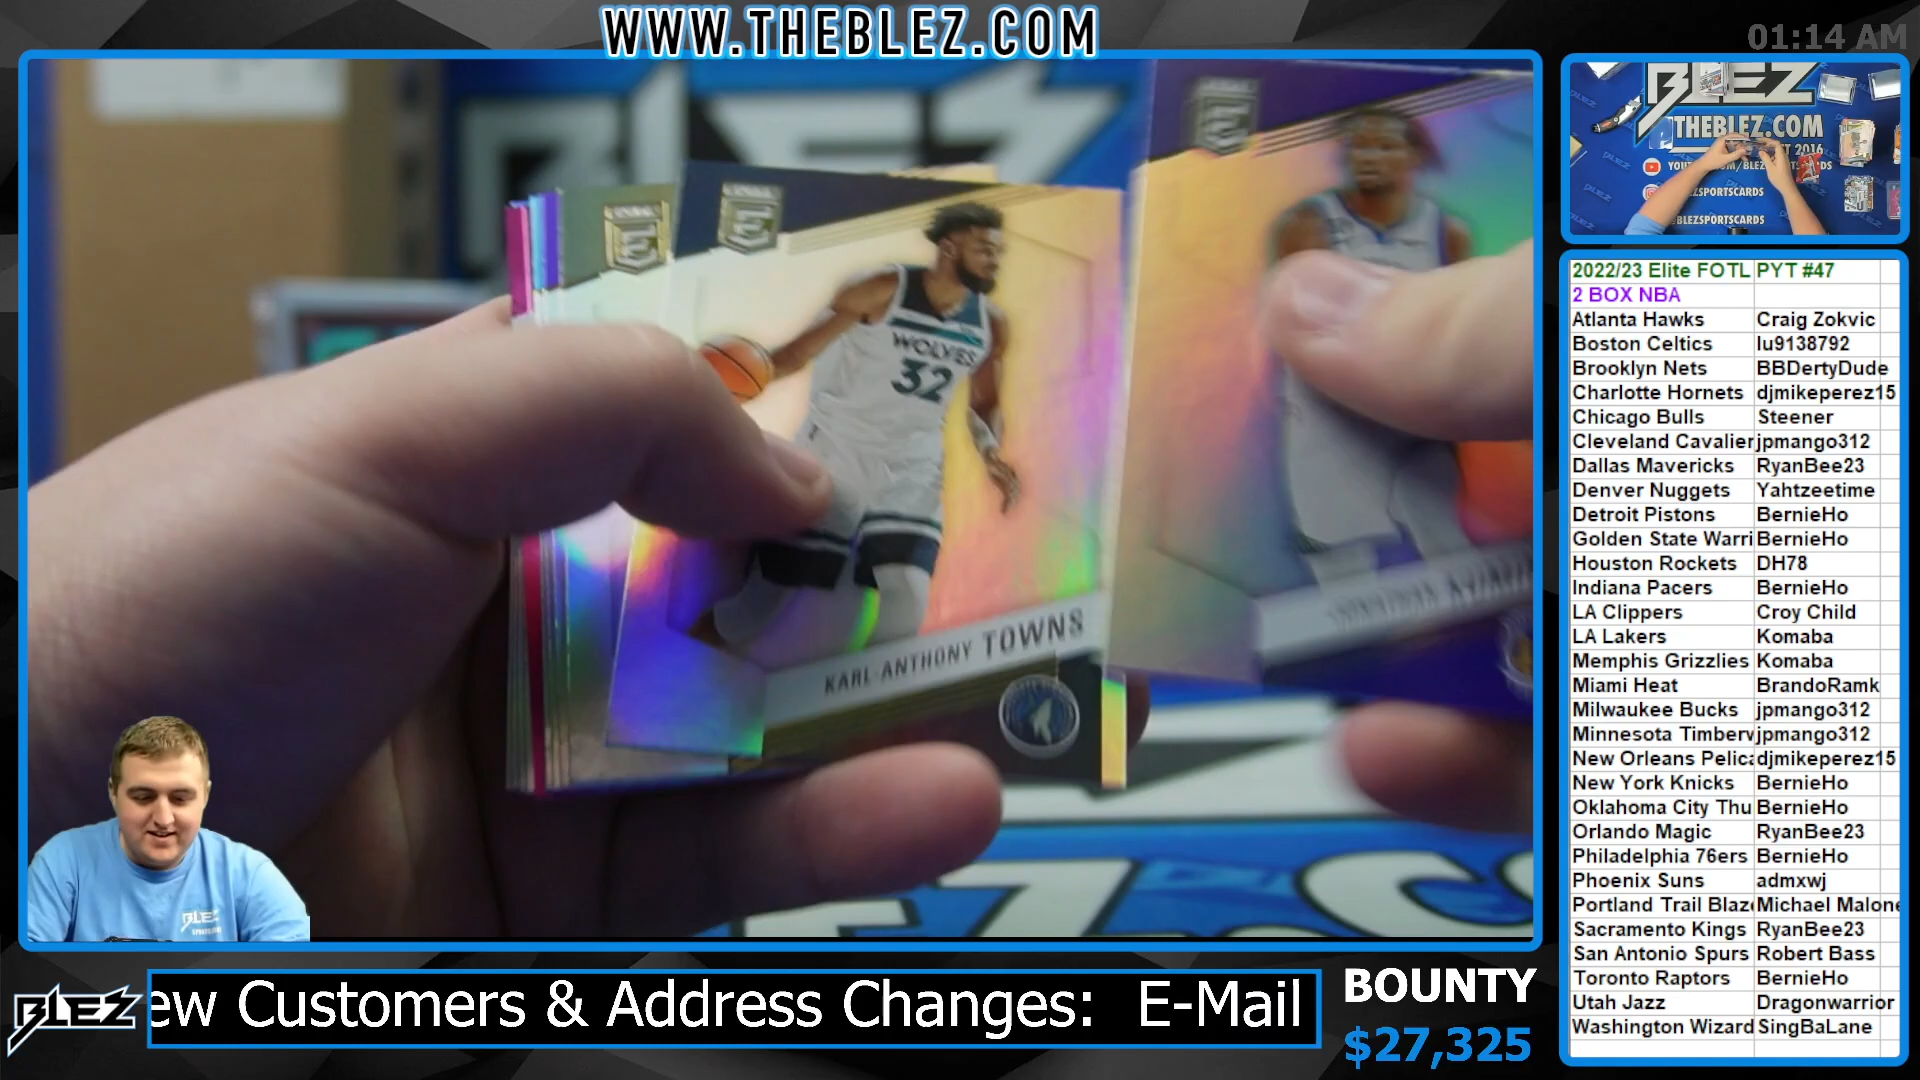 WWW.THEBLEZ.COM
01:14 AM
BLEZ
THEBLEZ.COM
2016
BLEZSPORTSCARDS
WOLVES
32
KARL-ANTHONY TOWNS
BLEZ
2022/23 Elite FOTL PYT #47
2 BOX NBA
Atlanta Hawks Craig Zokvic
Boston Celtics lu9138792
Brooklyn Nets BBDertyDude
Charlotte Hornets djmikeperez15
Chicago Bulls Steener
Cleveland Cavalier jpmango312
Dallas Mavericks RyanBee23
Denver Nuggets Yahtzeetime
Detroit Pistons BernieHo
Golden State Warri BernieHo
Houston Rockets DH78
Indiana Pacers BernieHo
LA Clippers Croy Child
LA Lakers Komaba
Memphis Grizzlies Komaba
Miami Heat BrandoRamk
Milwaukee Bucks jpmango312
Minnesota Timberv jpmango312
New Orleans Pelica djmikeperez15
New York Knicks BernieHo
Oklahoma City Thu BernieHo
Orlando Magic RyanBee23
Philadelphia 76ers BernieHo
Phoenix Suns admxwj
Portland Trail Blaz Michael Malone
Sacramento Kings RyanBee23
San Antonio Spurs Robert Bass
Toronto Raptors BernieHo
Utah Jazz Dragonwarrior
Washington Wizard SingBaLane
BLEZ
ew Customers & Address Changes: E-Mail
BOUNTY
$27,325